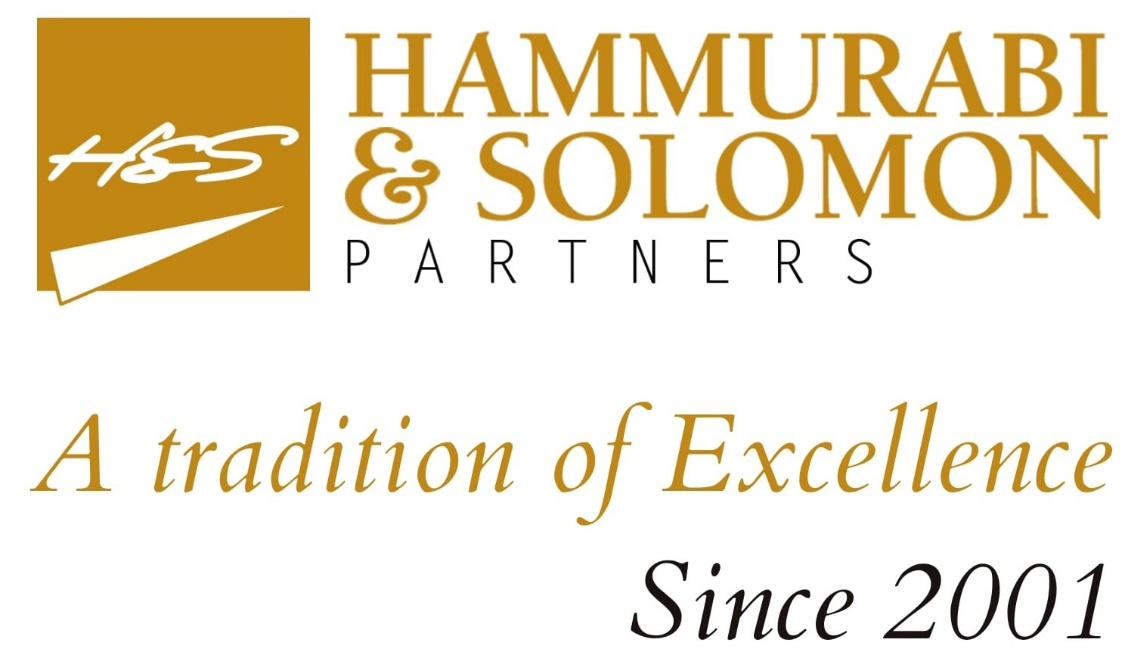 H&S
HAMMURABI
& SOLOMON
PARTNERS
A tradition of Excellence
Since 2001